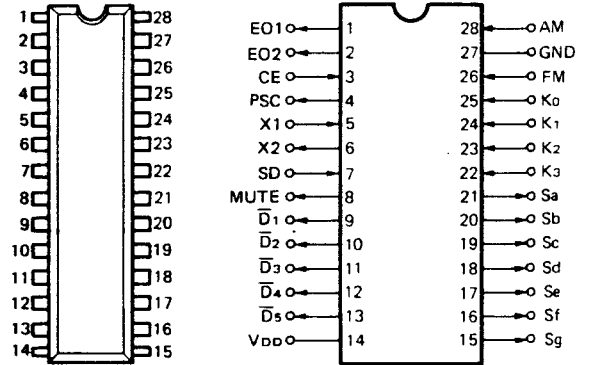 1 28
2 27
3 26
4 25
5 24
6 23
7 22
8 21
9 20
10 19
11 18
12 17
13 16
14 15
EO1 1 28 AM
EO2 2 27 GND
CE 3 26 FM
PSC 4 25 K₀
X1 5 24 K₁
X2 6 23 K₂
SD 7 22 K₃
MUTE 8 21 Sa
D̅₁ 9 20 Sb
D̅₂ 10 19 Sc
D̅₃ 11 18 Sd
D̅₄ 12 17 Se
D̅₅ 13 16 Sf
VDD 14 15 Sg